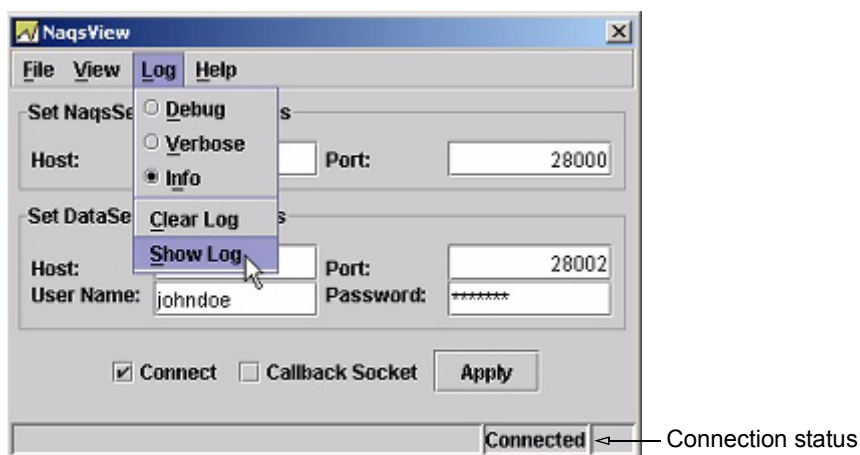 NaqsView
File View Log Help
Debug
Verbose
Info
Clear Log
Show Log
Set NaqsSe s
Host: Port: 28000
Set DataSe s
Host: Port: 28002
User Name: johndoe Password: *******
Connect Callback Socket Apply
Connected
Connection status